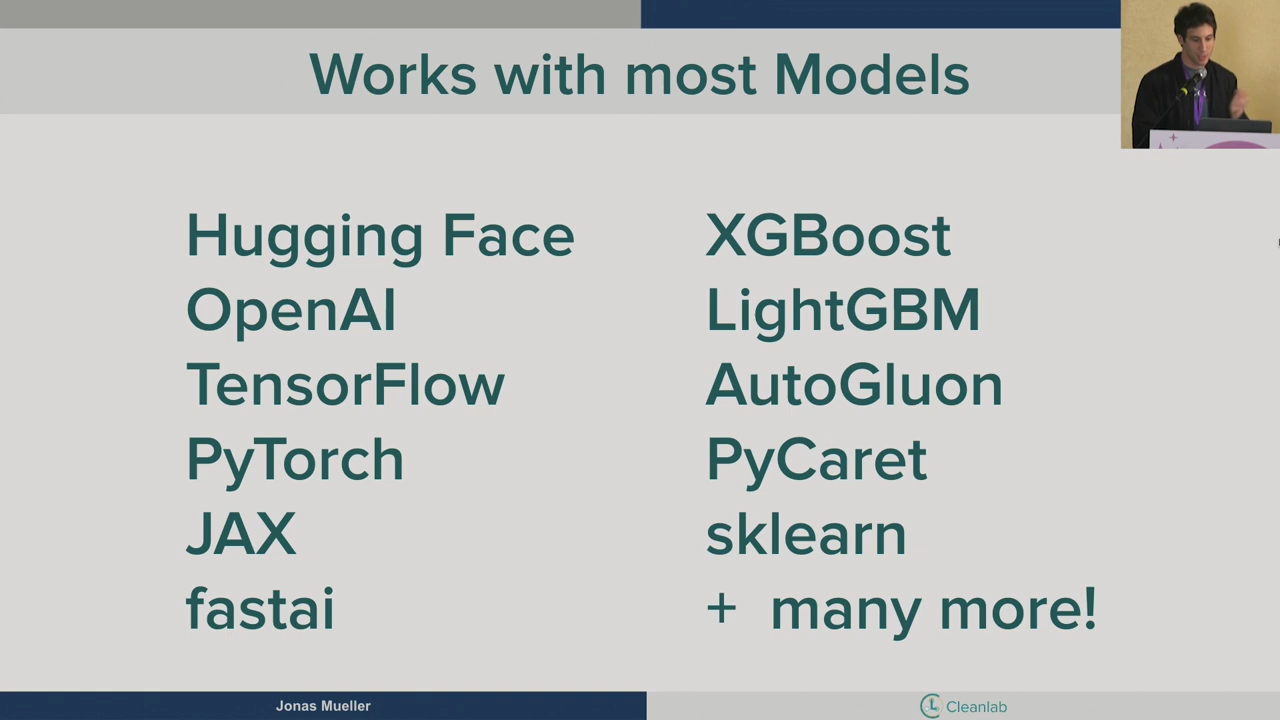 Works with most Models
Hugging Face
OpenAI
TensorFlow
PyTorch
JAX
fastai
XGBoost
LightGBM
AutoGluon
PyCaret
sklearn
+ many more!
Jonas Mueller
Cleanlab